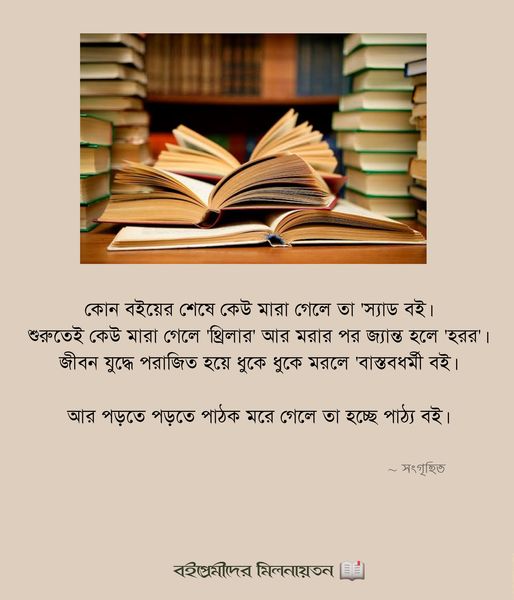 কোন বইয়ের শেষে কেউ মারা গেলে তা 'স্যাড বই।
শুরুতেই কেউ মারা গেলে 'থ্রিলার' আর মরার পর জ্যান্ত হলে 'হরর'।
জীবন যুদ্ধে পরাজিত হয়ে ধুকে ধুকে মরলে 'বাস্তবধর্মী বই।
আর পড়তে পড়তে পাঠক মরে গেলে তা হচ্ছে পাঠ্য বই।
~ সংগৃহিত
বইপ্রেমীদের মিলনায়তন